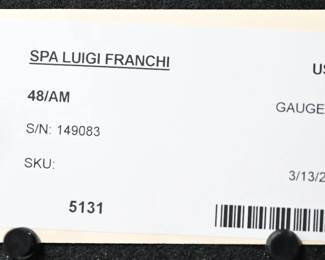 SPA LUIGI FRANCHI
US
48/AM
GAUGE
S/N: 149083
SKU:
3/13/2
5131